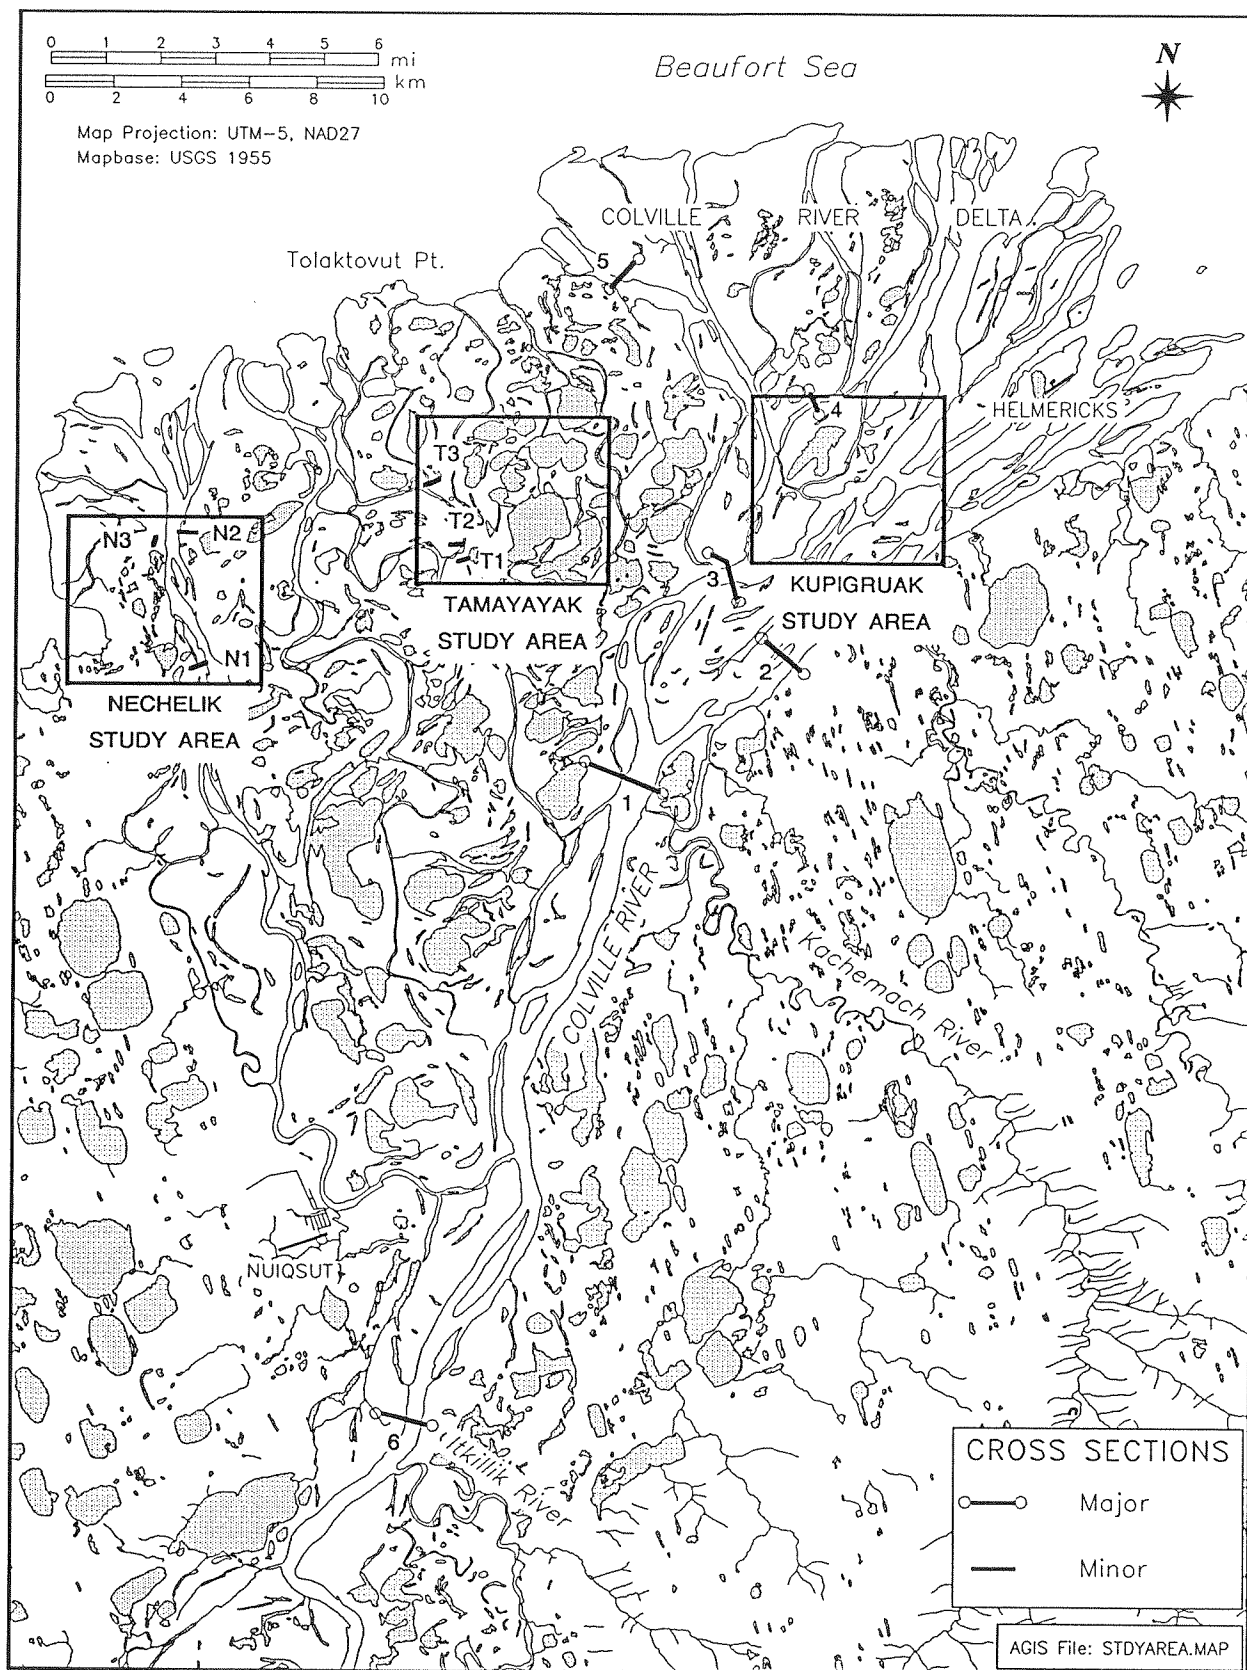 0 1 2 3 4 5 6 mi
0 2 4 6 8 10 km
Map Projection: UTM-5, NAD27
Mapbase: USGS 1955
Beaufort Sea
N
COLVILLE RIVER DELTA
Tolaktovut Pt.
5
4
HELMERICKS
T3
T2
T1
N3
N2
N1
3
TAMAYAYAK
STUDY AREA
KUPIGRUAK
STUDY AREA
2
NECHELIK
STUDY AREA
1
COLVILLE RIVER
Kachemach River
NUIQSUT
6
Itkillik River
CROSS SECTIONS
Major
Minor
AGIS File: STDYAREA.MAP